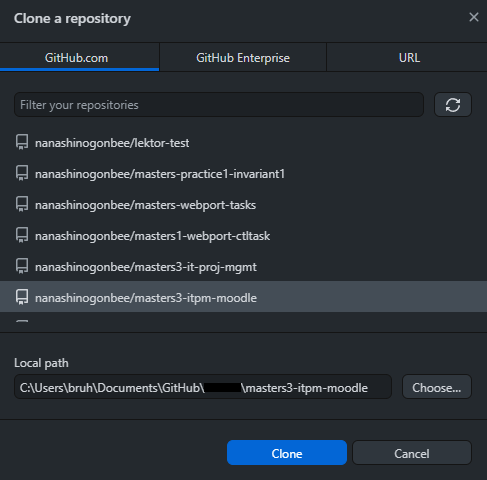 Clone a repository
GitHub.com
GitHub Enterprise
URL
Filter your repositories
nanashinogonbee/lektor-test
nanashinogonbee/masters-practice1-invariant1
nanashinogonbee/masters-webport-tasks
nanashinogonbee/masters1-webport-ctltask
nanashinogonbee/masters3-it-proj-mgmt
nanashinogonbee/masters3-itpm-moodle
Local path
C:\Users\bruh\Documents\GitHub\ \masters3-itpm-moodle
Choose...
Clone
Cancel